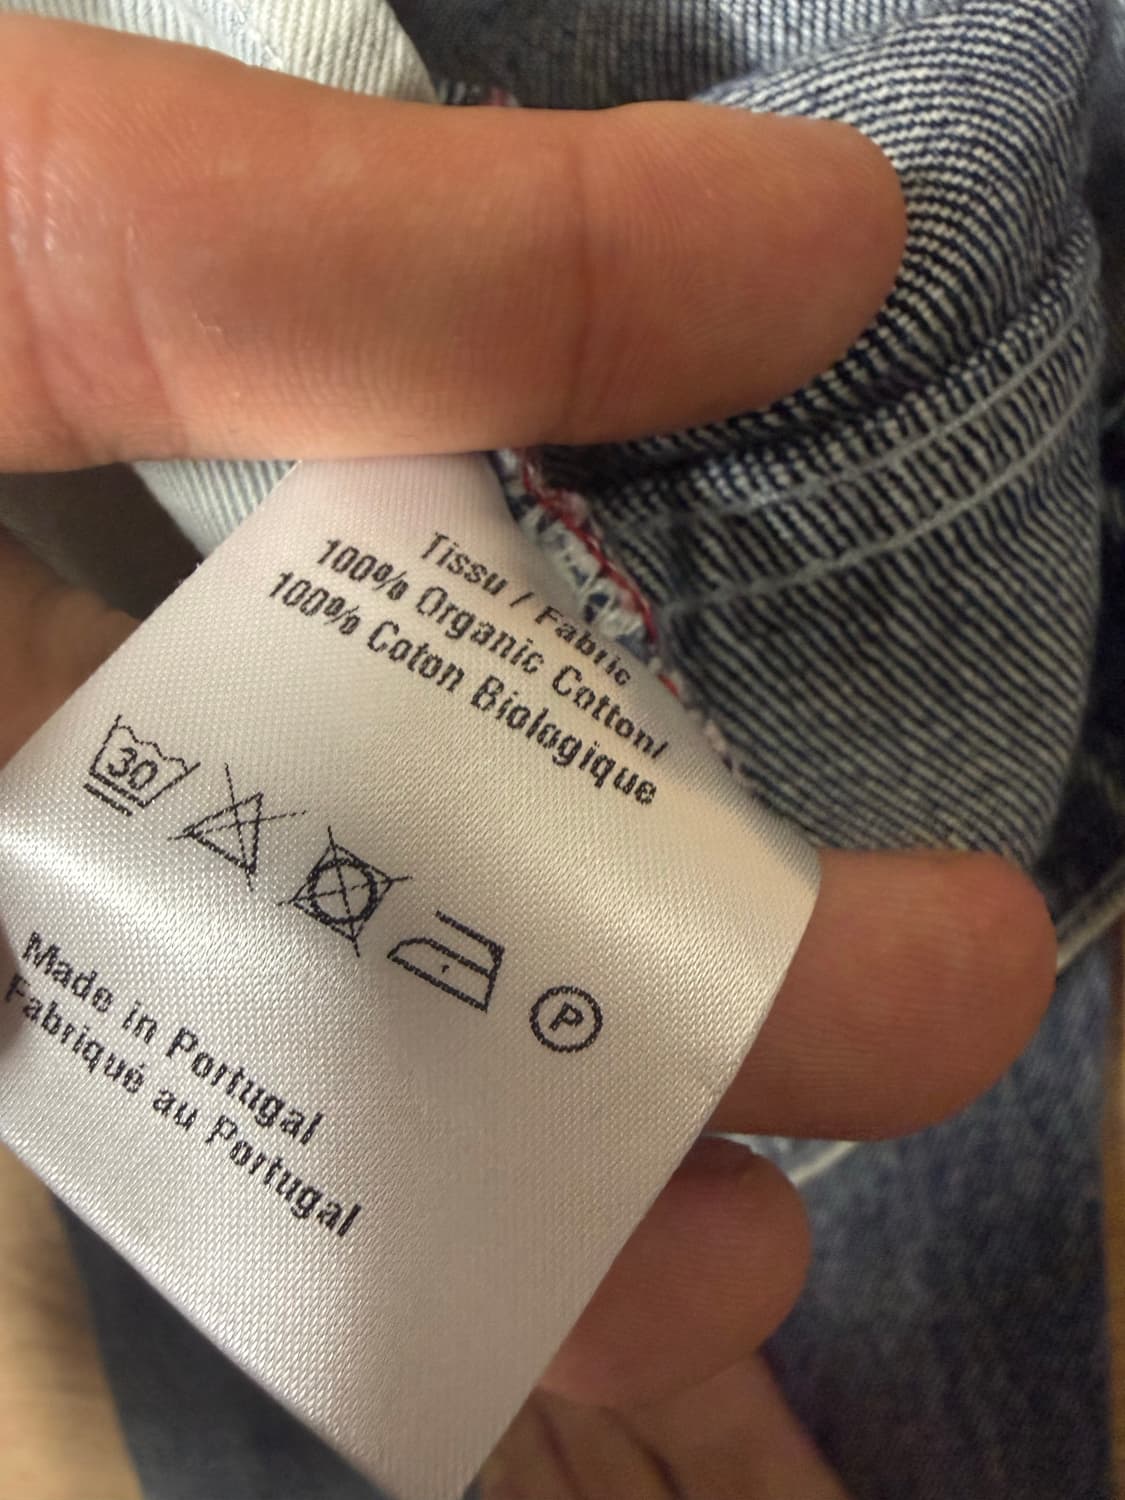 Tissu / Fabric
100% Organic Cotton/
100% Coton Biologique
30
P
Made in Portugal
Fabriqué au Portugal